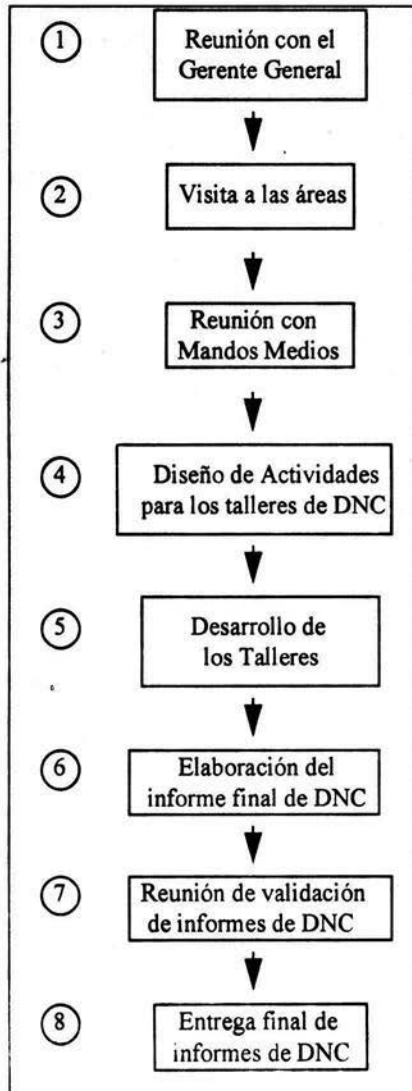 1
Reunión con el
Gerente General
2
Visita a las áreas
3
Reunión con
Mandos Medios
4
Diseño de Actividades
para los talleres de DNC
5
Desarrollo de
los Talleres
6
Elaboración del
informe final de DNC
7
Reunión de validación
de informes de DNC
8
Entrega final de
informes de DNC